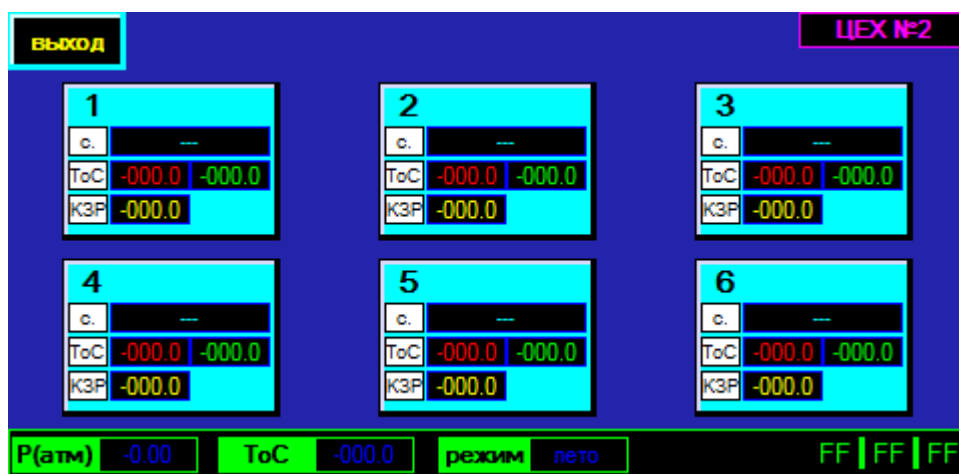 выход
ЦЕХ №2
1
2
3
с. ---
с. ---
с. ---
ТоС -000.0 -000.0
ТоС -000.0 -000.0
ТоС -000.0 -000.0
КЗР -000.0
КЗР -000.0
КЗР -000.0
4
5
6
с. ---
с. ---
с. ---
ТоС -000.0 -000.0
ТоС -000.0 -000.0
ТоС -000.0 -000.0
КЗР -000.0
КЗР -000.0
КЗР -000.0
Р(атм) -0.00 ТоС -000.0 режим лето FF FF FF